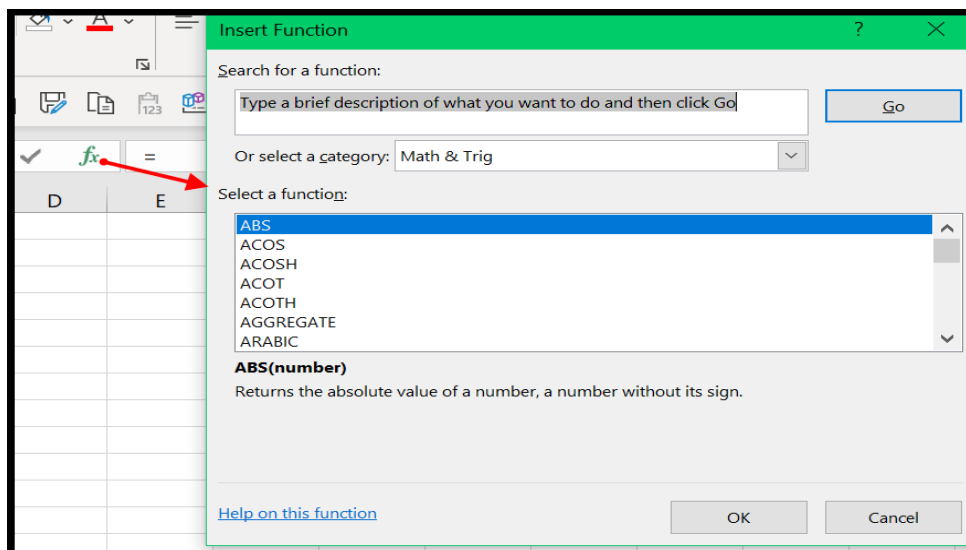 A
Insert Function
?
Search for a function:
123
Type a brief description of what you want to do and then click Go
Go
fx
=
Or select a category: Math & Trig
D
E
Select a function:
ABS
ACOS
ACOSH
ACOT
ACOTH
AGGREGATE
ARABIC
ABS(number)
Returns the absolute value of a number, a number without its sign.
Help on this function
OK
Cancel